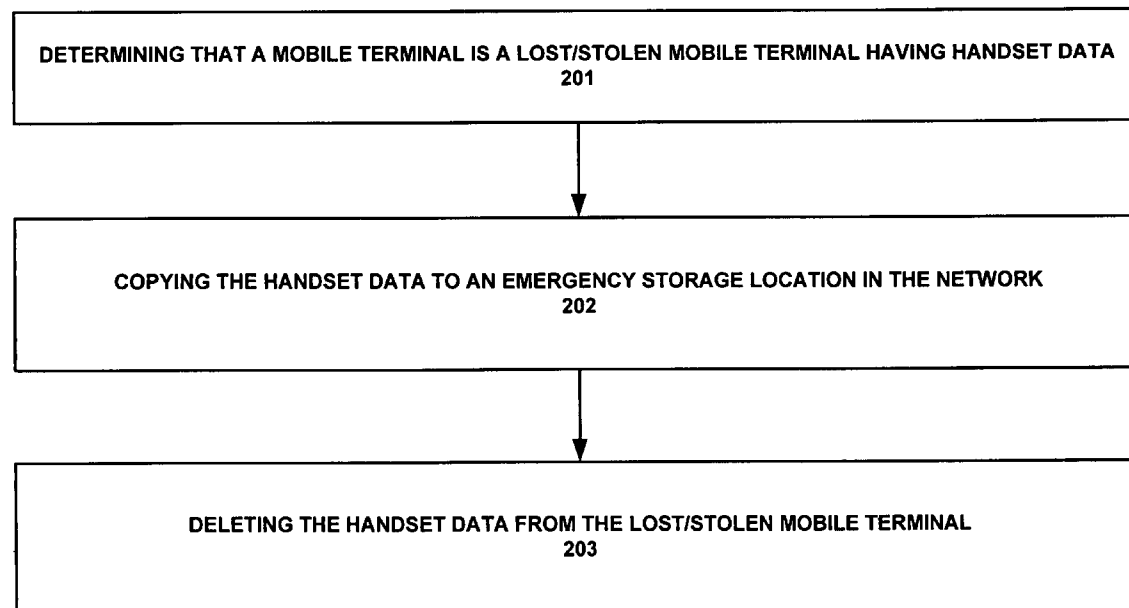 DETERMINING THAT A MOBILE TERMINAL IS A LOST/STOLEN MOBILE TERMINAL HAVING HANDSET DATA
201
COPYING THE HANDSET DATA TO AN EMERGENCY STORAGE LOCATION IN THE NETWORK
202
DELETING THE HANDSET DATA FROM THE LOST/STOLEN MOBILE TERMINAL
203